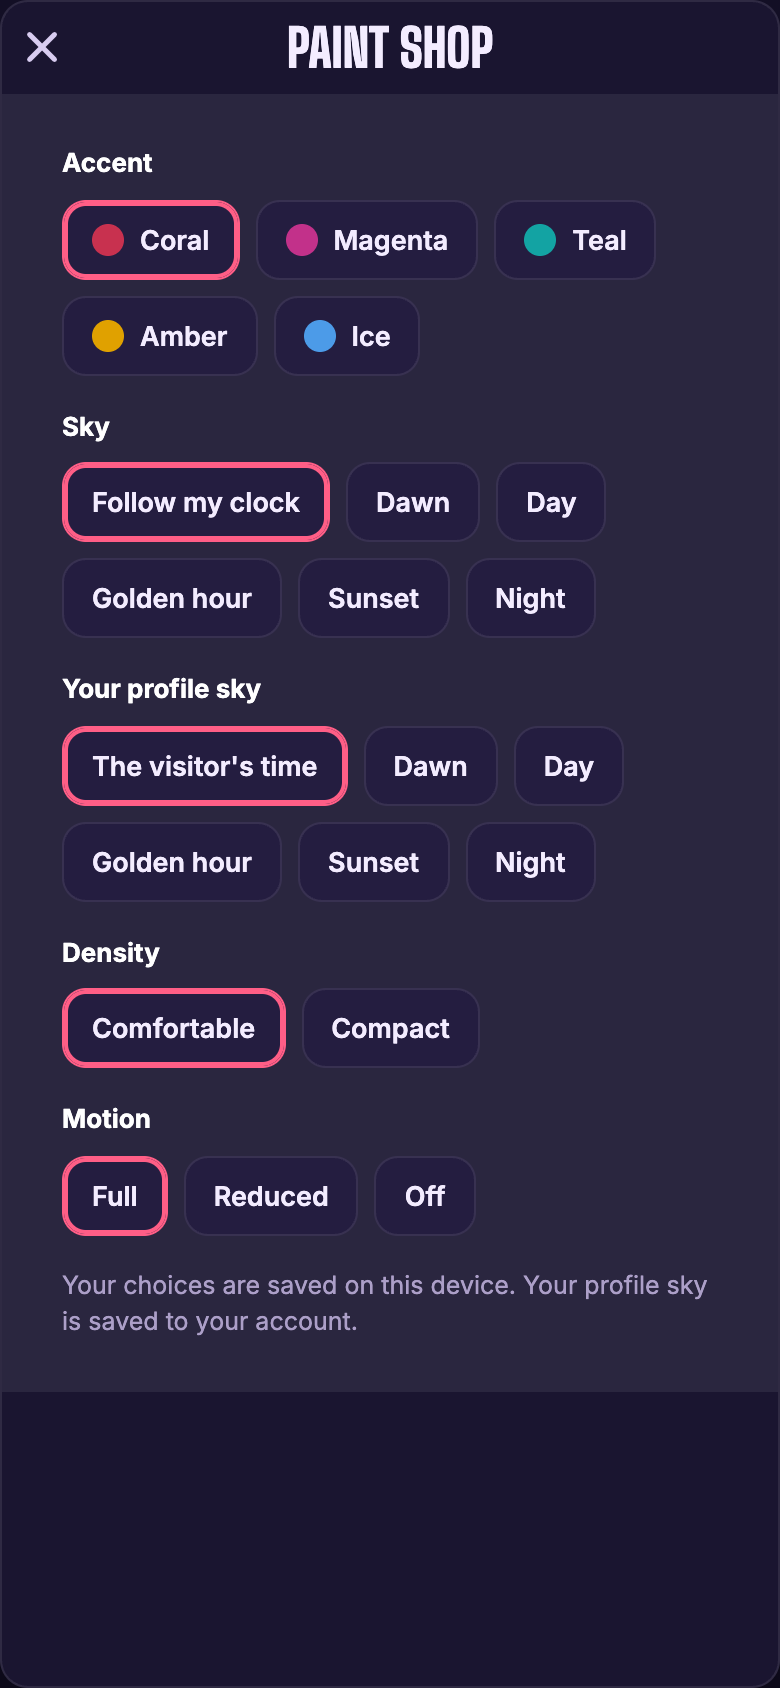 PAINT SHOP
Accent
Coral Magenta Teal
Amber Ice
Sky
Follow my clock Dawn Day
Golden hour Sunset Night
Your profile sky
The visitor's time Dawn Day
Golden hour Sunset Night
Density
Comfortable Compact
Motion
Full Reduced Off
Your choices are saved on this device. Your profile sky
is saved to your account.